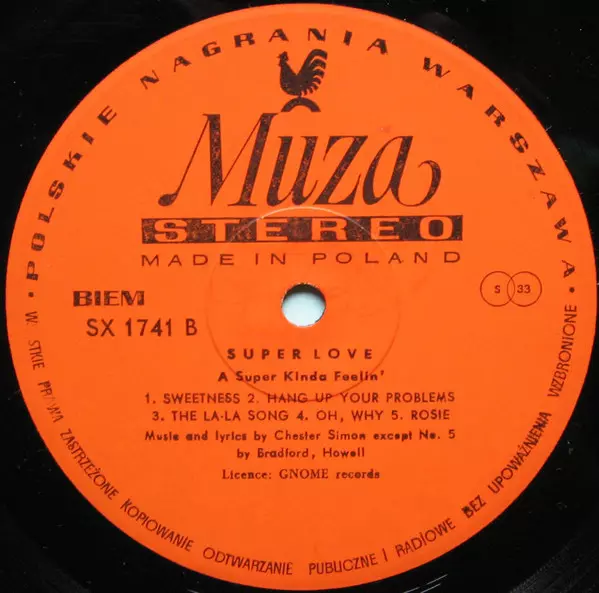 • POLSKIE NAGRANIA WARSZAWA •
Muza
STEREO
MADE IN POLAND
BIEM
S 33
SX 1741 B
SUPER LOVE
A Super Kinda Feelin'
1. SWEETNESS 2. HANG UP YOUR PROBLEMS
3. THE LA-LA SONG 4. OH, WHY 5. ROSIE
Music and lyrics by Chester Simon except No. 5
by Bradford, Howell
Licence: GNOME records
W STKIE PRAWA ZASTRZEŻONE KOPIOWANIE ODTWARZANIE PUBLICZNE I RADIOWE BEZ UPOWAŻNIENIA WZBRONIONE